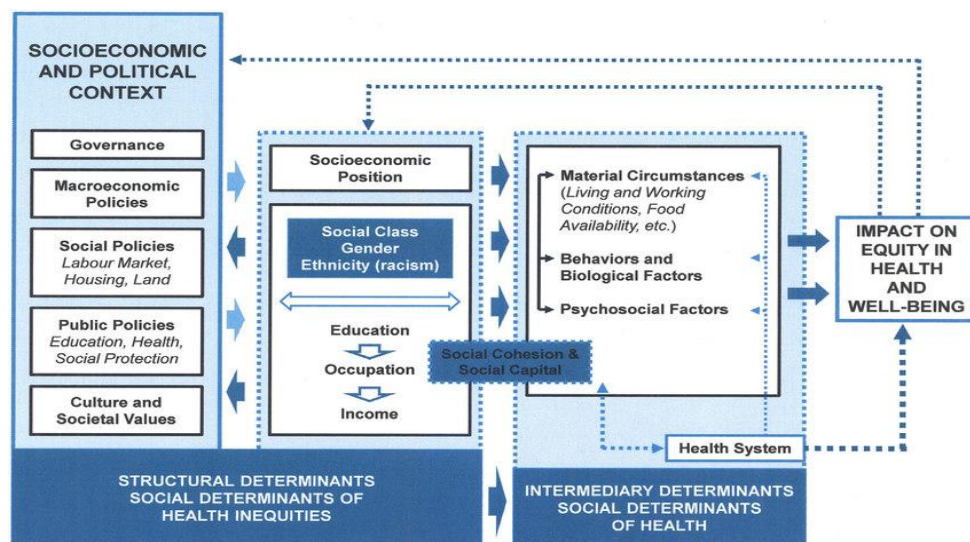 SOCIOECONOMIC
AND POLITICAL
CONTEXT
Governance
Macroeconomic
Policies
Social Policies
Labour Market,
Housing, Land
Public Policies
Education, Health,
Social Protection
Culture and
Societal Values
Socioeconomic
Position
Social Class
Gender
Ethnicity (racism)
Education
Occupation
Income
Social Cohesion &
Social Capital
Material Circumstances
(Living and Working
Conditions, Food
Availability, etc.)
Behaviors and
Biological Factors
Psychosocial Factors
Health System
IMPACT ON
EQUITY IN
HEALTH
AND
WELL-BEING
STRUCTURAL DETERMINANTS
SOCIAL DETERMINANTS OF
HEALTH INEQUITIES
INTERMEDIARY DETERMINANTS
SOCIAL DETERMINANTS
OF HEALTH